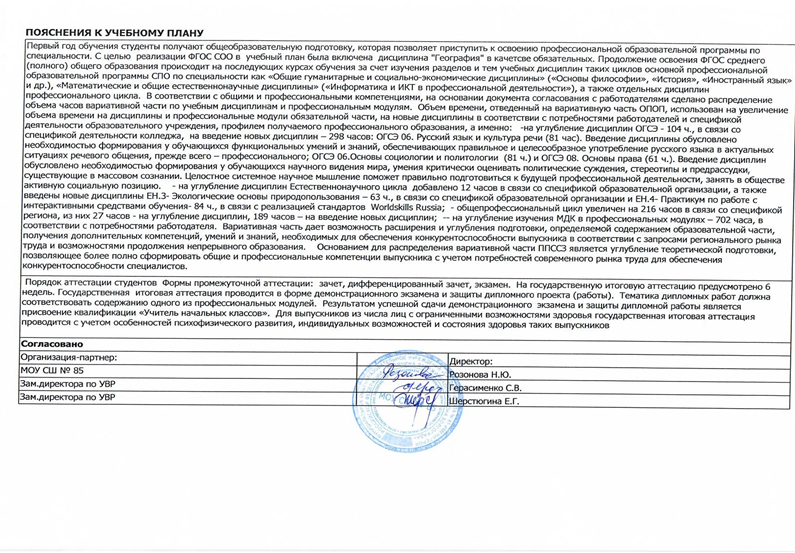 ПОЯСНЕНИЯ К УЧЕБНОМУ ПЛАНУ
Первый год обучения студенты получают общеобразовательную подготовку, которая позволяет приступить к освоению профессиональной образовательной программы по
специальности. С целью реализации ФГОС СОО в учебный план была включена дисциплина "География" в качестве обязательных. Продолжение освоения ФГОС среднего
(полного) общего образования происходит на последующих курсах обучения за счет изучения разделов и тем учебных дисциплин таких циклов основной профессиональной
образовательной программы СПО по специальности как «Общие гуманитарные и социально-экономические дисциплины» («Основы философии», «История», «Иностранный язык»
и др.), «Математические и общие естественнонаучные дисциплины» («Информатика и ИКТ в профессиональной деятельности»), а также отдельных дисциплин
профессионального цикла. В соответствии с общими и профессиональными компетенциями, на основании документа согласования с работодателями сделано распределение
объема часов вариативной части по учебным дисциплинам и профессиональным модулям. Объем времени, отведенный на вариативную часть ОПОП, использован на увеличение
объема времени на дисциплины и профессиональные модули обязательной части, на новые дисциплины в соответствии с потребностями работодателей и спецификой
деятельности образовательного учреждения, профилем получаемого профессионального образования, а именно: -на углубление дисциплин ОГСЭ - 104 ч., в связи со
спецификой деятельности колледжа, на введение новых дисциплин – 298 часов: ОГСЭ 06. Русский язык и культура речи (81 час). Введение дисциплины обусловлено
необходимостью формирования у обучающихся функциональных умений и знаний, обеспечивающих правильное и целесообразное употребление русского языка в актуальных
ситуациях речевого общения, прежде всего – профессионального; ОГСЭ 06.Основы социологии и политологии (81 ч.) и ОГСЭ 08. Основы права (61 ч.). Введение дисциплин
обусловлено необходимостью формирования у обучающихся научного видения мира, умения критически оценивать политические суждения, стереотипы и предрассудки,
существующие в массовом сознании. Целостное системное научное мышление поможет правильно подготовиться к будущей профессиональной деятельности, занять в обществе
активную социальную позицию. - на углубление дисциплин Естественнонаучного цикла добавлено 12 часов в связи со спецификой образовательной организации, а также
введены новые дисциплины ЕН.3- Экологические основы природопользования – 63 ч., в связи со спецификой образовательной организации и ЕН.4- Практикум по работе с
интерактивными средствами обучения- 84 ч., в связи с реализацией стандартов Worldskills Russia; - общепрофессиональный цикл увеличен на 216 часов в связи со спецификой
региона, из них 27 часов - на углубление дисциплин, 189 часов – на введение новых дисциплин; -- на углубление изучения МДК в профессиональных модулях – 702 часа, в
соответствии с потребностями работодателя. Вариативная часть дает возможность расширения и углубления подготовки, определяемой содержанием образовательной части,
получения дополнительных компетенций, умений и знаний, необходимых для обеспечения конкурентоспособности выпускника в соответствии с запросами регионального рынка
труда и возможностями продолжения непрерывного образования. Основанием для распределения вариативной части ППССЗ является углубление теоретической подготовки,
позволяющее более полно сформировать общие и профессиональные компетенции выпускника с учетом потребностей современного рынка труда для обеспечения
конкурентоспособности специалистов.
Порядок аттестации студентов Формы промежуточной аттестации: зачет, дифференцированный зачет, экзамен. На государственную итоговую аттестацию предусмотрено 6
недель. Государственная итоговая аттестация проводится в форме демонстрационного экзамена и защиты дипломного проекта (работы). Тематика дипломных работ должна
соответствовать содержанию одного из профессиональных модулей. Результатом успешной сдачи демонстрационного экзамена и защиты дипломной работы является
присвоение квалификации «Учитель начальных классов». Для выпускников из числа лиц с ограниченными возможностями здоровья государственная итоговая аттестация
проводится с учетом особенностей психофизического развития, индивидуальных возможностей и состояния здоровья таких выпускников
Согласовано
Организация-партнер: Директор:
МОУ СШ № 85 Розонова Н.Ю.
Зам.директора по УВР Герасименко С.В.
Зам.директора по УВР Шерстюгина Е.Г.